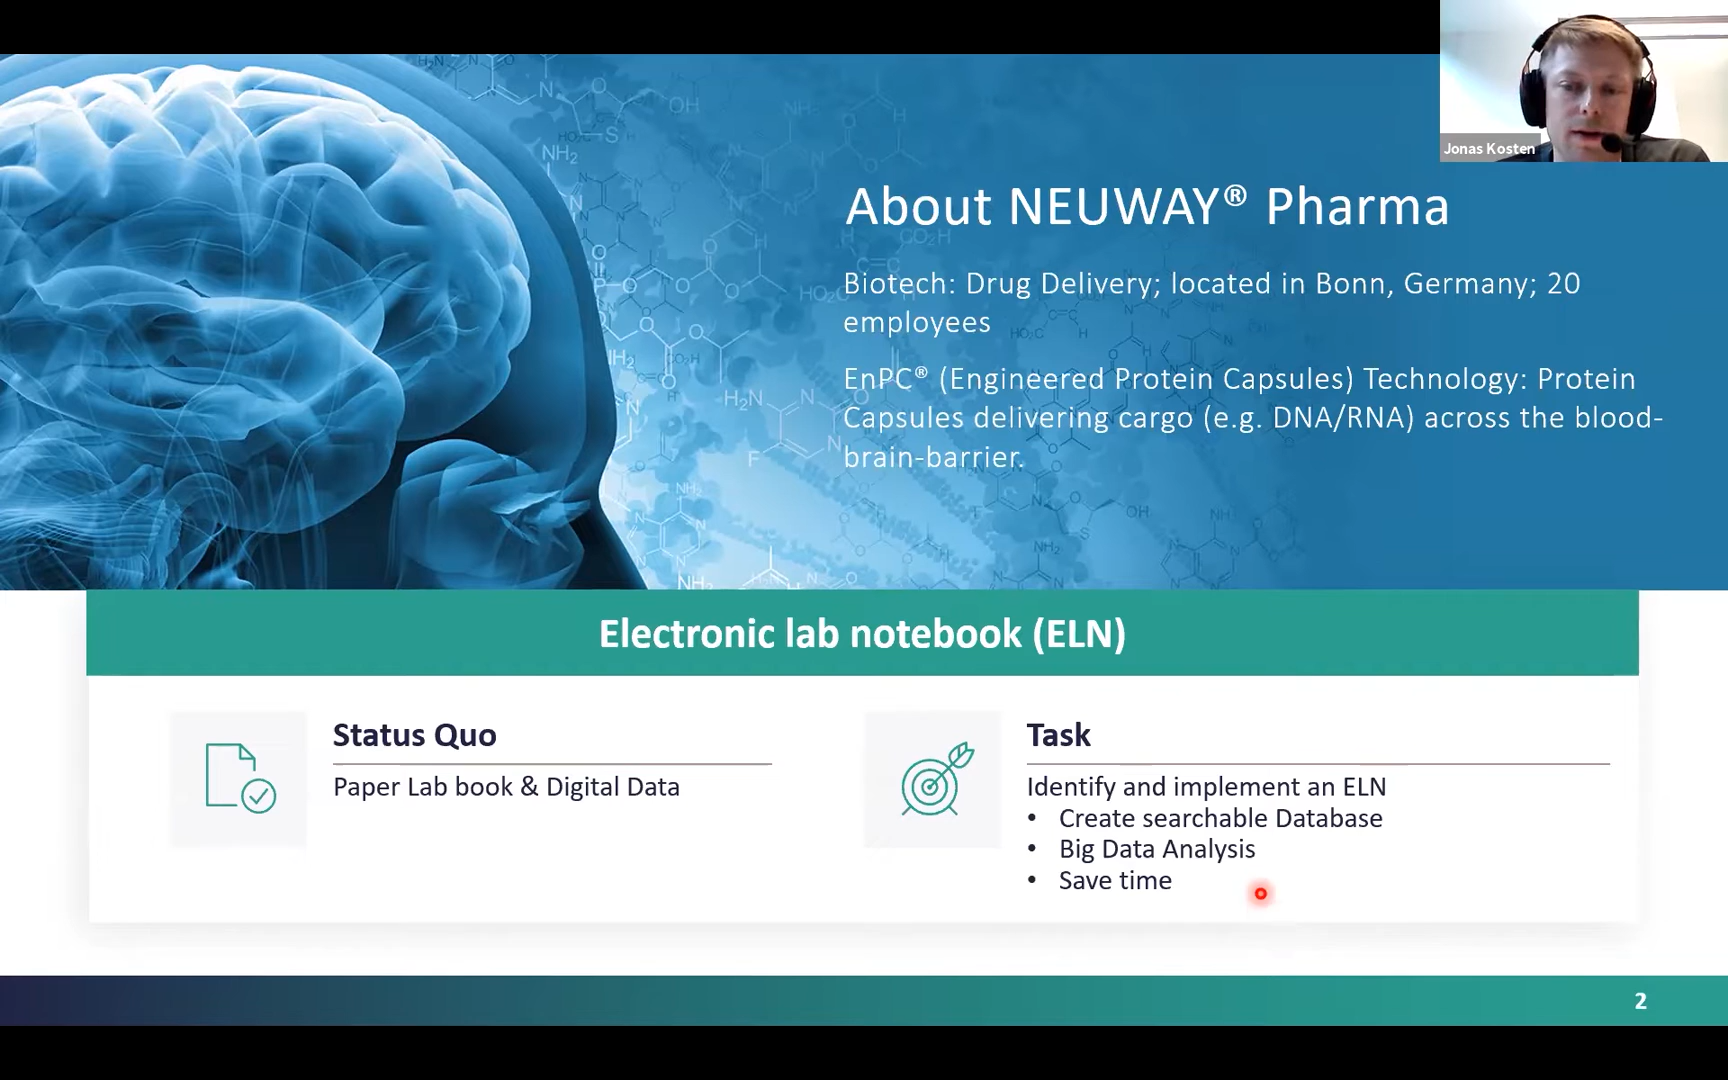 Jonas Kosten
About NEUWAY® Pharma
Biotech: Drug Delivery; located in Bonn, Germany; 20
employees
EnPC® (Engineered Protein Capsules) Technology: Protein
Capsules delivering cargo (e.g. DNA/RNA) across the blood-
brain-barrier.
Electronic lab notebook (ELN)
Status Quo
Paper Lab book & Digital Data
Task
Identify and implement an ELN
• Create searchable Database
• Big Data Analysis
• Save time
2